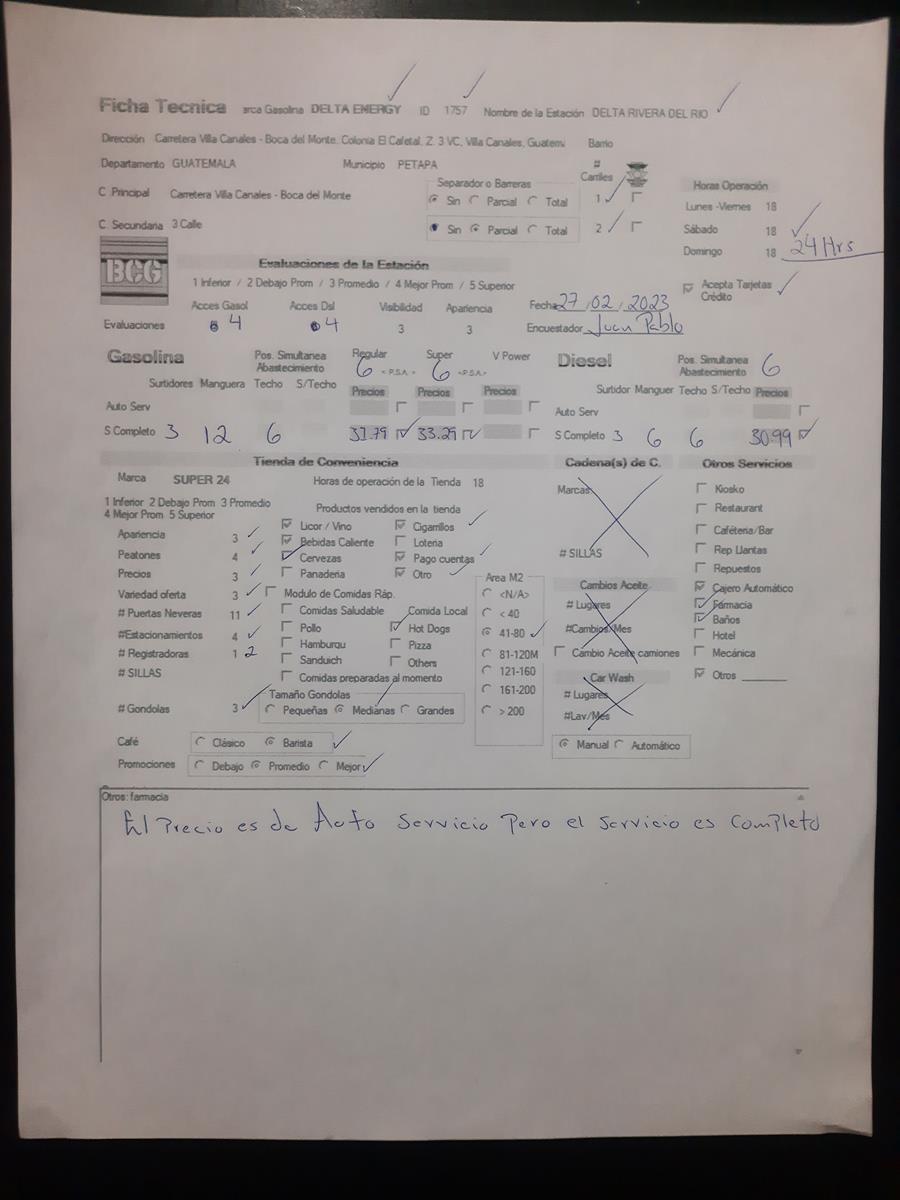 Ficha Tecnica arca Gasolina DELTA ENERGY ID 1757 Nombre de la Estación DELTA RIVERA DEL RIO
Dirección Carretera Villa Canales - Boca del Monte, Colonia El Cafetal, Z. 3 VC, Villa Canales, Guatem Barrio
Departamento GUATEMALA Municipio PETAPA # Carriles
C. Principal Carretera Villa Canales - Boca del Monte
Separador o Barreras
Sin Parcial Total 1
C. Secundaria 3 Calle
Sin Parcial Total 2
Horas Operación
Lunes -Viernes 18
Sábado 18
Domingo 18 24 Hrs
BCG
Evaluaciones de la Estación
1 Inferior / 2 Debajo Prom / 3 Promedio / 4 Mejor Prom / 5 Superior
Acepta Tarjetas Crédito
Acces Gasol Acces Dsl Visibilidad Apariencia
Evaluaciones 4 4 3 3
Fecha 27/02/2023
Encuestador Juan Pablo
Gasolina Pos. Simultanea Abastecimiento Regular Super V Power
6 <P.S.A> 6 <P.S.A>
Surtidores Manguera Techo S/Techo Precios Precios Precios
Auto Serv
S Completo 3 12 6 31.79 33.29
Diesel Pos. Simultanea Abastecimiento 6
Surtidor Manguer Techo S/Techo Precios
Auto Serv
S Completo 3 6 6 30.99
Tienda de Conveniencia
Marca SUPER 24 Horas de operación de la Tienda 18
1 Inferior 2 Debajo Prom 3 Promedio
4 Mejor Prom 5 Superior
Apariencia 3
Peatones 4
Precios 3
Variedad oferta 3
# Puertas Neveras 11
#Estacionamientos 4
# Registradoras 1 2
# SILLAS
# Gondolas 3
Productos vendidos en la tienda
Licor / Vino Cigarrillos
Bebidas Caliente Loteria
Cervezas Pago cuentas
Panaderia Otro
Modulo de Comidas Ráp.
Comidas Saludable Comida Local
Pollo Hot Dogs
Hamburqu Pizza
Sanduich Others
Comidas preparadas al momento
Tamaño Gondolas
Pequeñas Medianas Grandes
Area M2
<N/A>
< 40
41-80
81-120M
121-160
161-200
> 200
Café Clásico Barista
Promociones Debajo Promedio Mejor
Cadena(s) de C.
Marcas
# SILLAS
Cambios Aceite
# Lugares
#Cambios/Mes
Cambio Aceite camiones
Car Wash
# Lugares
#Lav/Mes
Manual Automático
Otros Servicios
Kiosko
Restaurant
Caféteria/Bar
Rep Llantas
Repuestos
Cajero Automático
Farmacia
Baños
Hotel
Mecánica
Otros
Otros: farmacia
El Precio es de Auto Servicio Pero el servicio es Completo